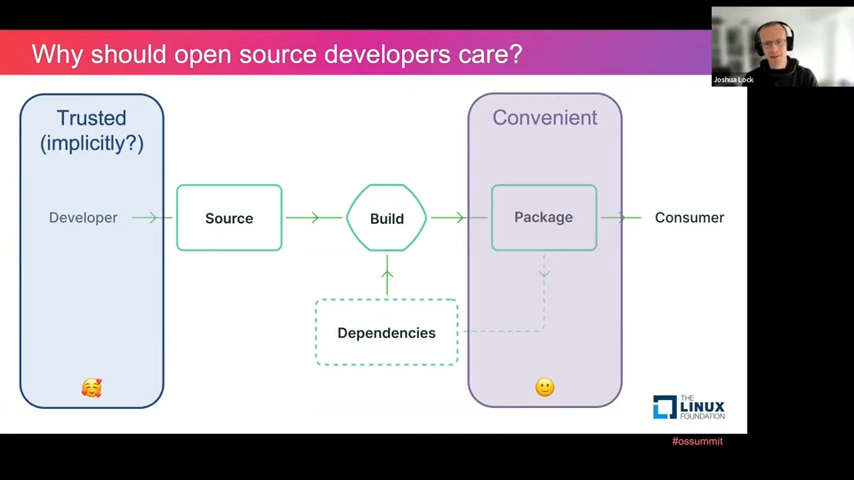 Why should open source developers care?
Joshua Lock
Trusted
(implicitly?)
Convenient
Developer
Source
Build
Package
Consumer
Dependencies
THE
LINUX
FOUNDATION
#ossummit